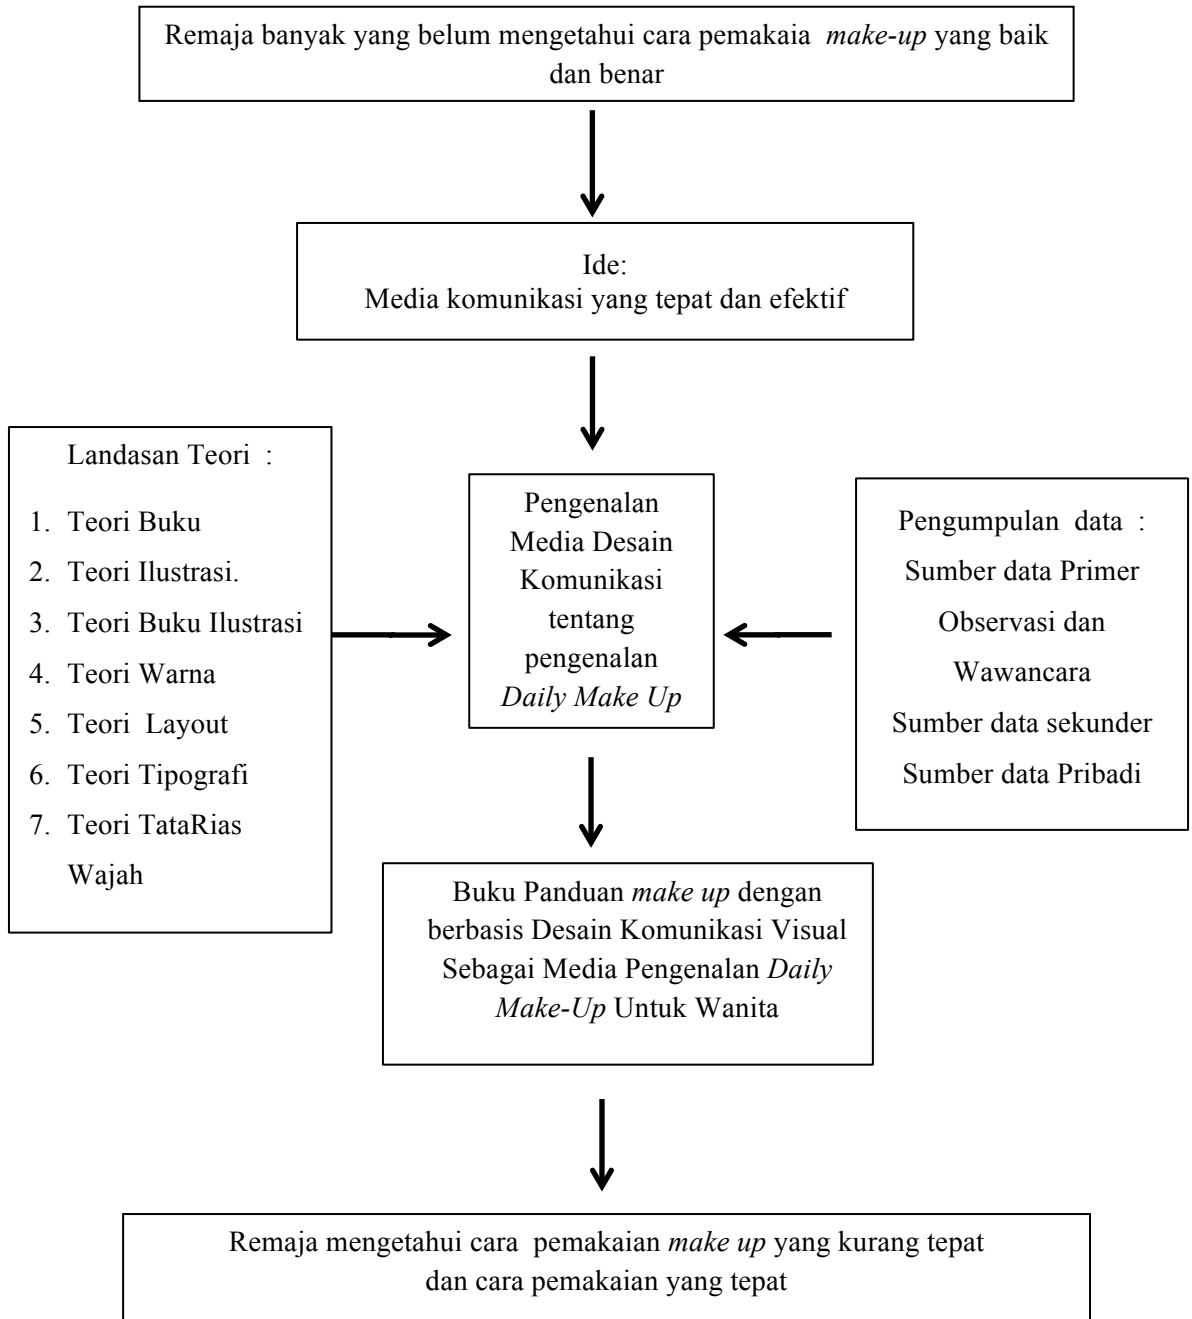 Remaja banyak yang belum mengetahui cara pemakaia make-up yang baik
dan benar
Ide:
Media komunikasi yang tepat dan efektif
Landasan Teori :
1. Teori Buku
2. Teori Ilustrasi.
3. Teori Buku Ilustrasi
4. Teori Warna
5. Teori Layout
6. Teori Tipografi
7. Teori TataRias
Wajah
Pengenalan
Media Desain
Komunikasi
tentang
pengenalan
Daily Make Up
Pengumpulan data :
Sumber data Primer
Observasi dan
Wawancara
Sumber data sekunder
Sumber data Pribadi
Buku Panduan make up dengan
berbasis Desain Komunikasi Visual
Sebagai Media Pengenalan Daily
Make-Up Untuk Wanita
Remaja mengetahui cara pemakaian make up yang kurang tepat
dan cara pemakaian yang tepat